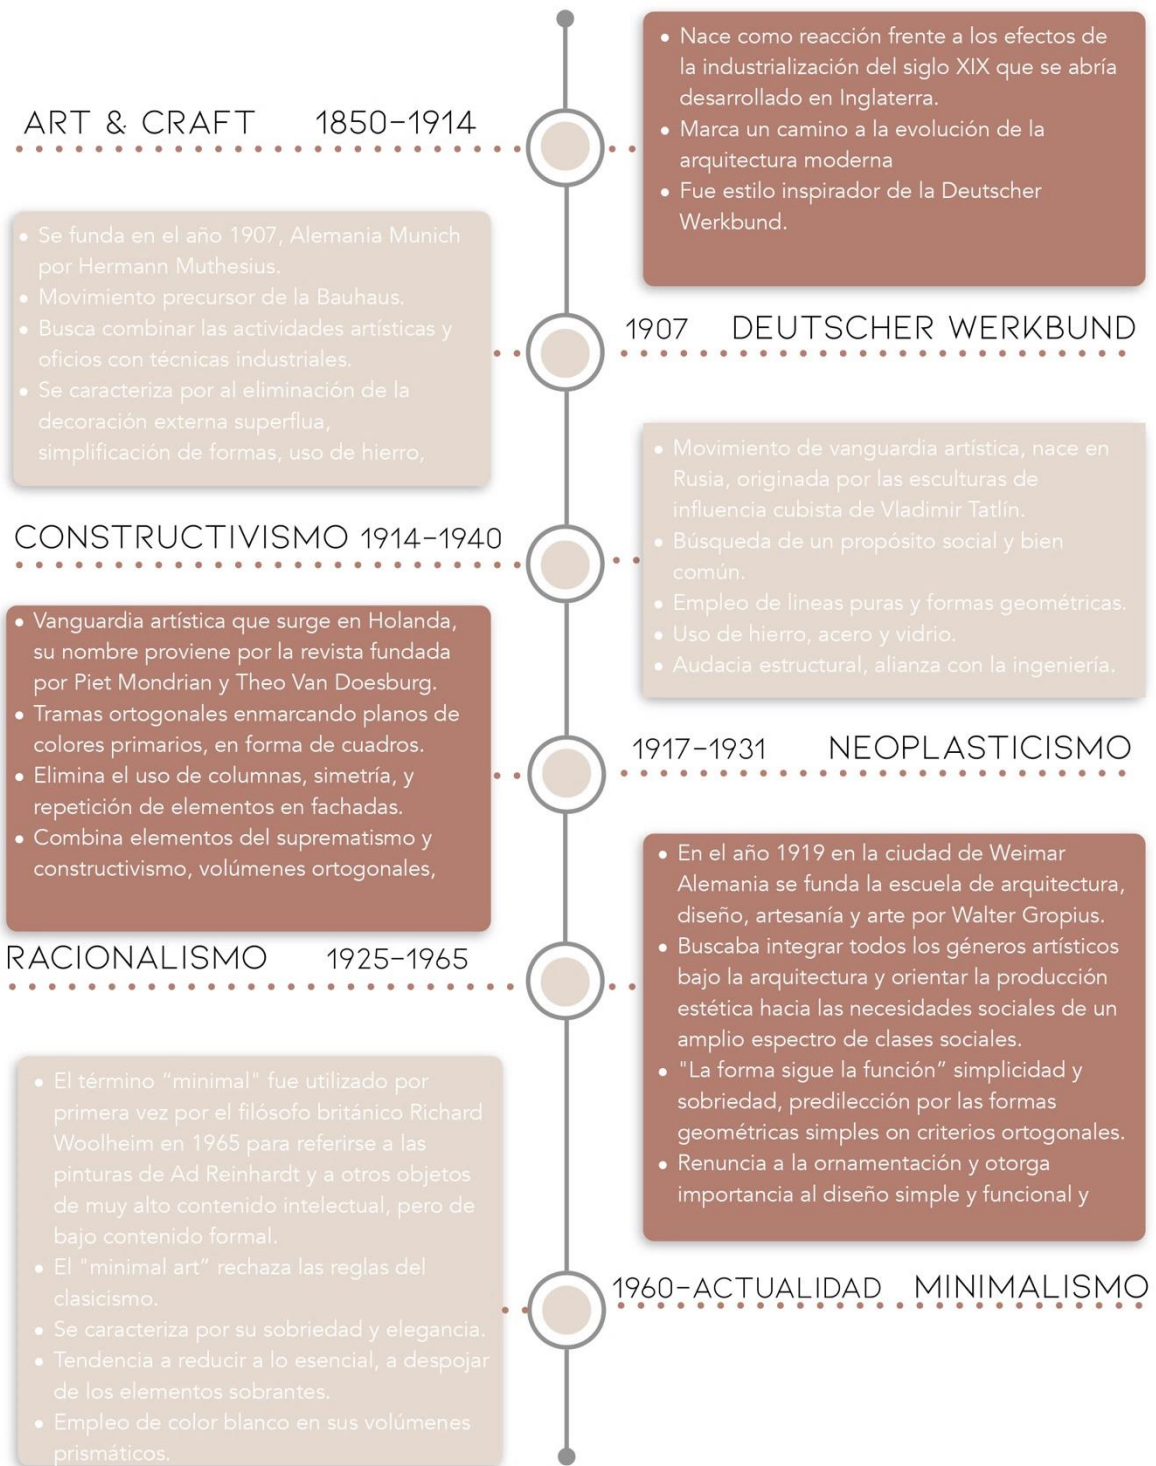 ART & CRAFT 1850-1914
• Nace como reacción frente a los efectos de
la industrialización del siglo XIX que se abría
desarrollado en Inglaterra.
• Marca un camino a la evolución de la
arquitectura moderna
• Fue estilo inspirador de la Deutscher
Werkbund.
1907 DEUTSCHER WERKBUND
• Se funda en el año 1907, Alemania Munich
por Hermann Muthesius.
• Movimiento precursor de la Bauhaus.
• Busca combinar las actividades artísticas y
oficios con técnicas industriales.
• Se caracteriza por al eliminación de la
decoración externa superflua,
simplificación de formas, uso de hierro,
CONSTRUCTIVISMO 1914-1940
• Movimiento de vanguardia artística, nace en
Rusia, originada por las esculturas de
influencia cubista de Vladimir Tatlín.
• Búsqueda de un propósito social y bien
común.
• Empleo de lineas puras y formas geométricas.
• Uso de hierro, acero y vidrio.
• Audacia estructural, alianza con la ingeniería.
1917-1931 NEOPLASTICISMO
• Vanguardia artística que surge en Holanda,
su nombre proviene por la revista fundada
por Piet Mondrian y Theo Van Doesburg.
• Tramas ortogonales enmarcando planos de
colores primarios, en forma de cuadros.
• Elimina el uso de columnas, simetría, y
repetición de elementos en fachadas.
• Combina elementos del suprematismo y
constructivismo, volúmenes ortogonales,
RACIONALISMO 1925-1965
• En el año 1919 en la ciudad de Weimar
Alemania se funda la escuela de arquitectura,
diseño, artesanía y arte por Walter Gropius.
• Buscaba integrar todos los géneros artísticos
bajo la arquitectura y orientar la producción
estética hacia las necesidades sociales de un
amplio espectro de clases sociales.
• "La forma sigue la función” simplicidad y
sobriedad, predilección por las formas
geométricas simples on criterios ortogonales.
• Renuncia a la ornamentación y otorga
importancia al diseño simple y funcional y
1960-ACTUALIDAD MINIMALISMO
• El término “minimal" fue utilizado por
primera vez por el filósofo británico Richard
Woolheim en 1965 para referirse a las
pinturas de Ad Reinhardt y a otros objetos
de muy alto contenido intelectual, pero de
bajo contenido formal.
• El "minimal art” rechaza las reglas del
clasicismo.
• Se caracteriza por su sobriedad y elegancia.
• Tendencia a reducir a lo esencial, a despojar
de los elementos sobrantes.
• Empleo de color blanco en sus volúmenes
prismáticos.